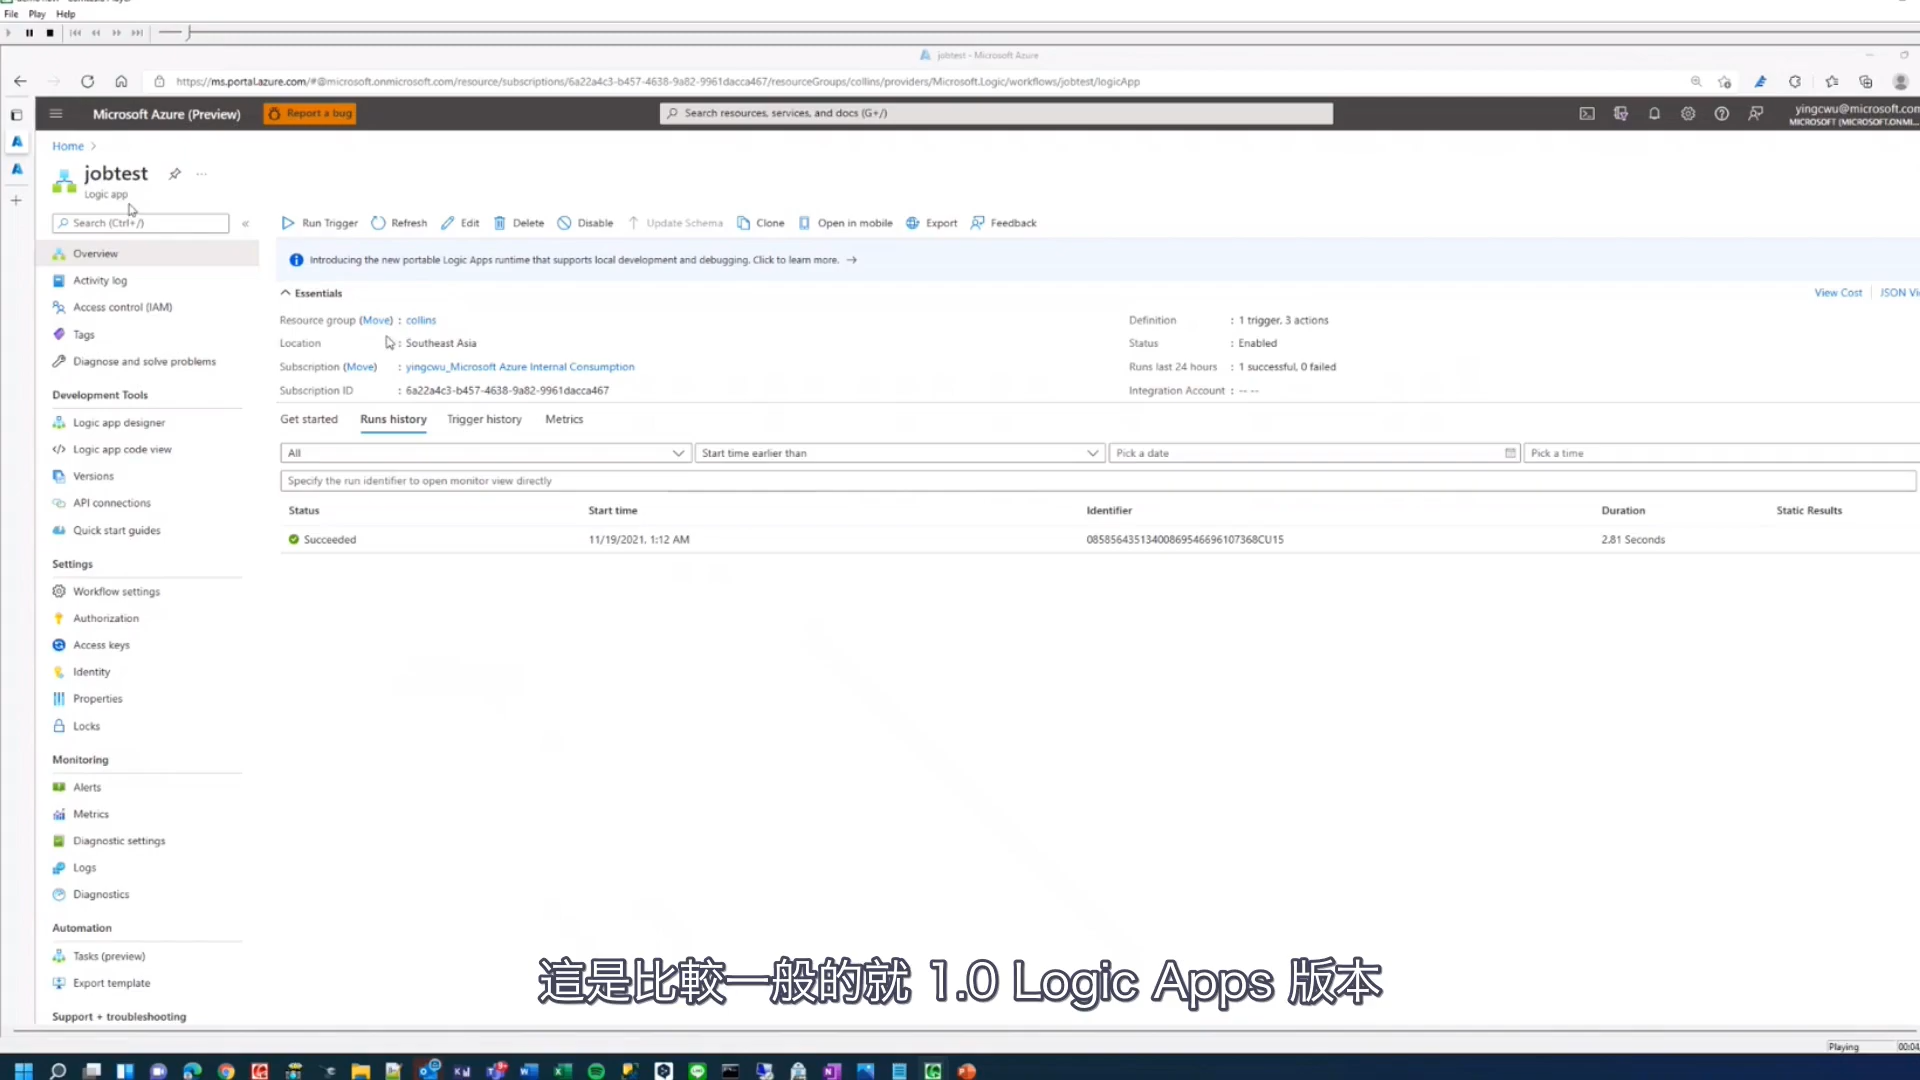 File Play Help
jobtest - Microsoft Azure
https://ms.portal.azure.com/#@microsoft.onmicrosoft.com/resource/subscriptions/6a22a4c3-b457-4638-9a82-9961dacca467/resourceGroups/collins/providers/Microsoft.Logic/workflows/jobtest/logicApp
Microsoft Azure (Preview)
Report a bug
Search resources, services, and docs (G+/)
yingcwu@microsoft.com
MICROSOFT (MICROSOFT.ONMI...
Home
jobtest
Logic app
Search (Ctrl+/)
Run Trigger Refresh Edit Delete Disable Update Schema Clone Open in mobile Export Feedback
Overview
Activity log
Access control (IAM)
Tags
Diagnose and solve problems
Development Tools
Logic app designer
Logic app code view
Versions
API connections
Quick start guides
Settings
Workflow settings
Authorization
Access keys
Identity
Properties
Locks
Monitoring
Alerts
Metrics
Diagnostic settings
Logs
Diagnostics
Automation
Tasks (preview)
Export template
Support + troubleshooting
Introducing the new portable Logic Apps runtime that supports local development and debugging. Click to learn more. →
Essentials
View Cost JSON Vi
Resource group (Move) : collins
Location : Southeast Asia
Subscription (Move) : yingcwu_Microsoft Azure Internal Consumption
Subscription ID : 6a22a4c3-b457-4638-9a82-9961dacca467
Definition : 1 trigger, 3 actions
Status : Enabled
Runs last 24 hours : 1 successful, 0 failed
Integration Account : -- --
Get started Runs history Trigger history Metrics
All Start time earlier than Pick a date Pick a time
Specify the run identifier to open monitor view directly
Status Start time Identifier Duration Static Results
Succeeded 11/19/2021, 1:12 AM 08585643513400869546696107368CU15 2.81 Seconds
這是比較一般的就 1.0 Logic Apps 版本
Playing 00:04